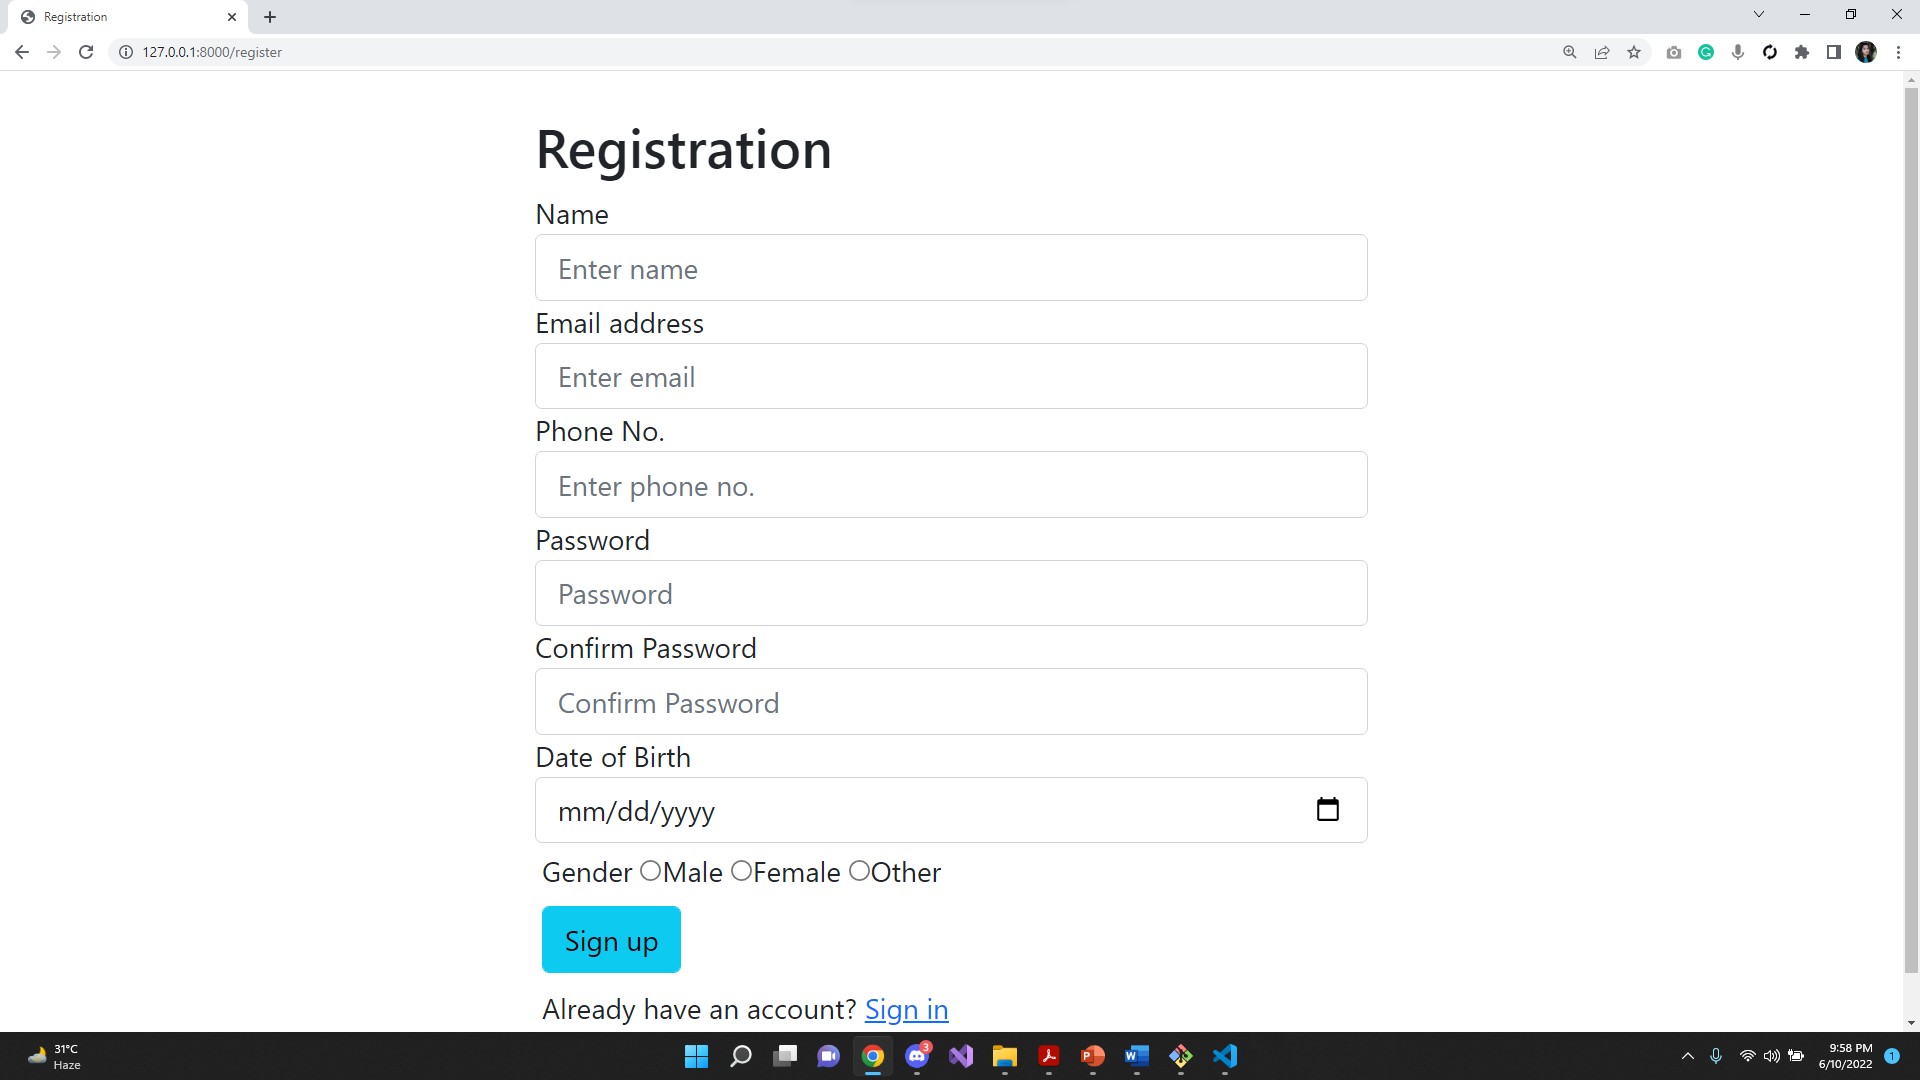 Registration
127.0.0.1:8000/register
Registration
Name
Enter name
Email address
Enter email
Phone No.
Enter phone no.
Password
Password
Confirm Password
Confirm Password
Date of Birth
mm/dd/yyyy
Gender Male Female Other
Sign up
Already have an account? Sign in
31°C
Haze
3
9:58 PM
6/10/2022
1